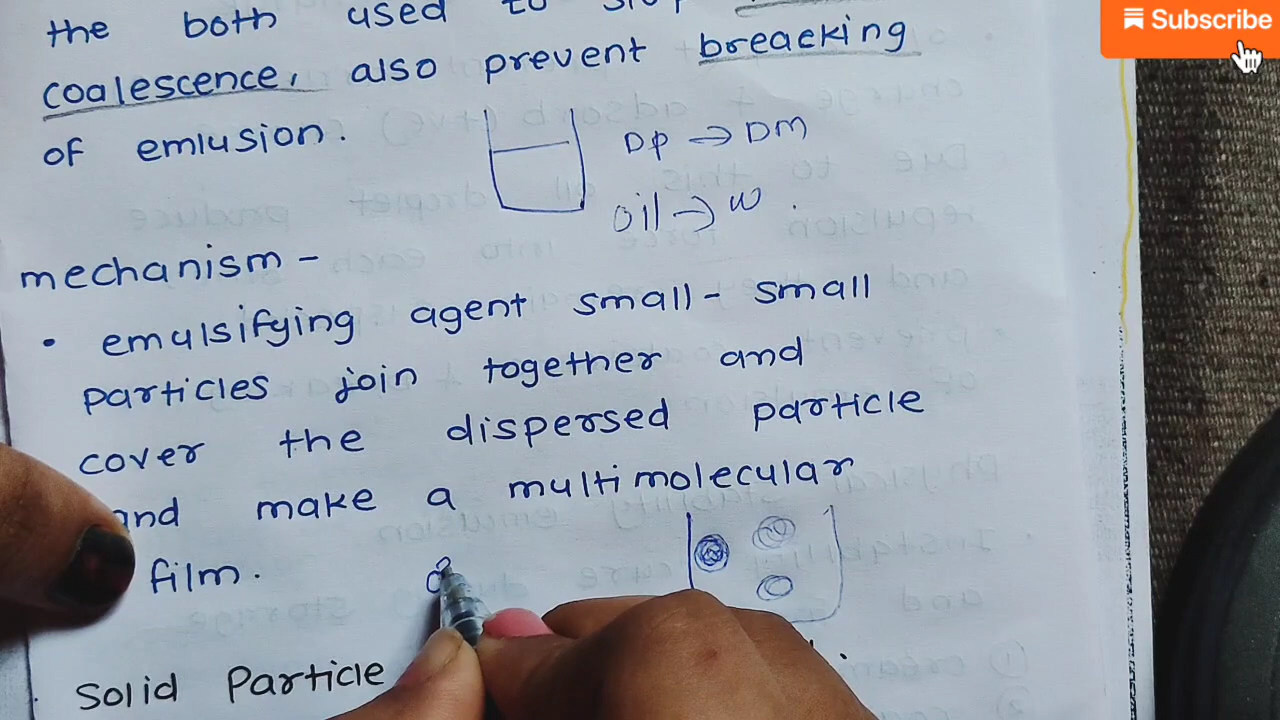 the both used to
coalescence, also prevent breacking
of emlusion.
Dp → DM
oil → w.
mechanism -
• emulsifying agent small - small
particles join together and
cover the dispersed particle
and make a multimolecular
film.
Solid Particle
Subscribe